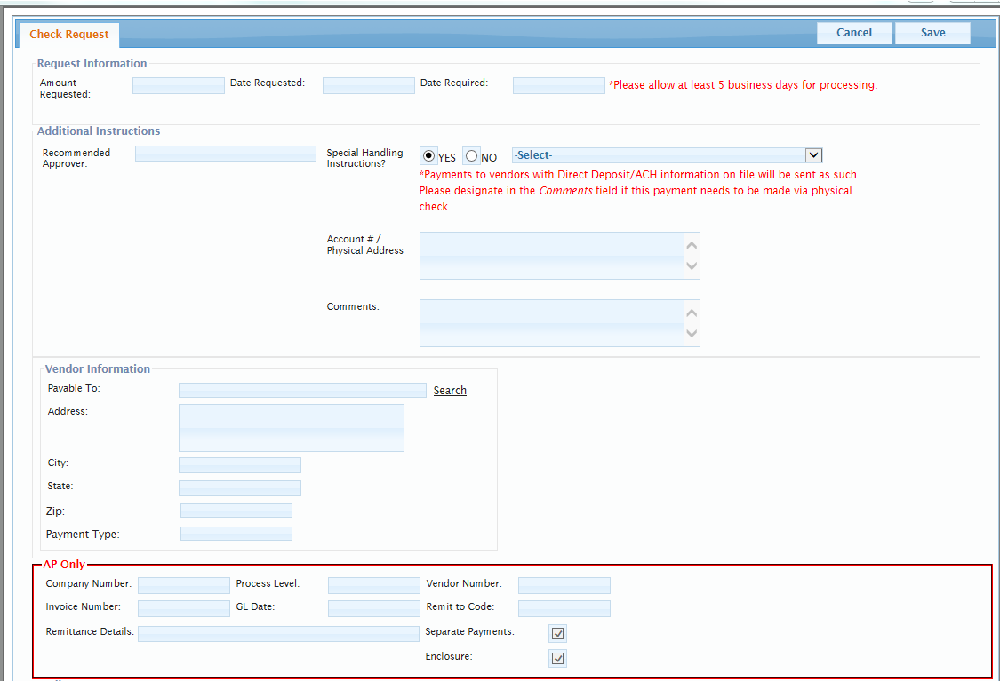 Check Request
Cancel
Save
Request Information
Amount
Requested:
Date Requested:
Date Required:
*Please allow at least 5 business days for processing.
Additional Instructions
Recommended
Approver:
Special Handling
Instructions?
YES
NO
-Select-
*Payments to vendors with Direct Deposit/ACH information on file will be sent as such.
Please designate in the Comments field if this payment needs to be made via physical
check.
Account # /
Physical Address
Comments:
Vendor Information
Payable To:
Search
Address:
City:
State:
Zip:
Payment Type:
AP Only
Company Number:
Process Level:
Vendor Number:
Invoice Number:
GL Date:
Remit to Code:
Remittance Details:
Separate Payments:
Enclosure: